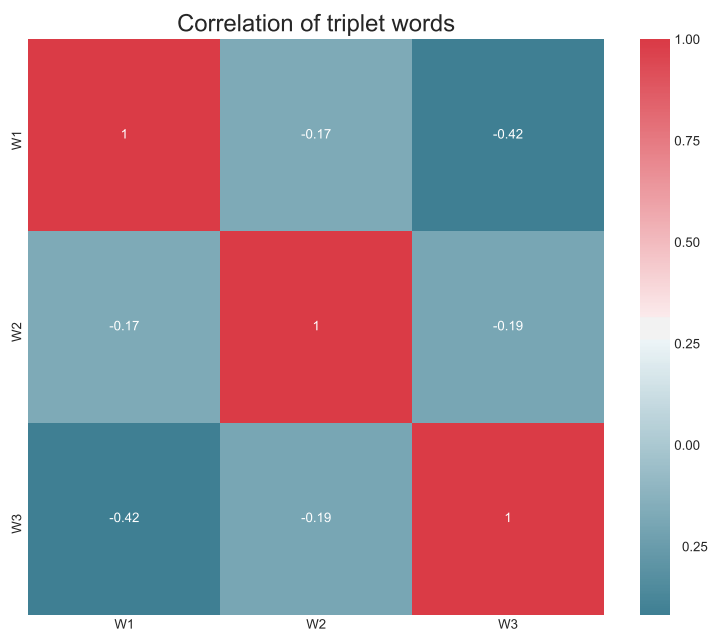 Correlation of triplet words
1.00
W1
1
-0.17
-0.42
0.75
0.50
W2
-0.17
1
-0.19
0.25
0.00
W3
-0.42
-0.19
1
0.25
W1
W2
W3